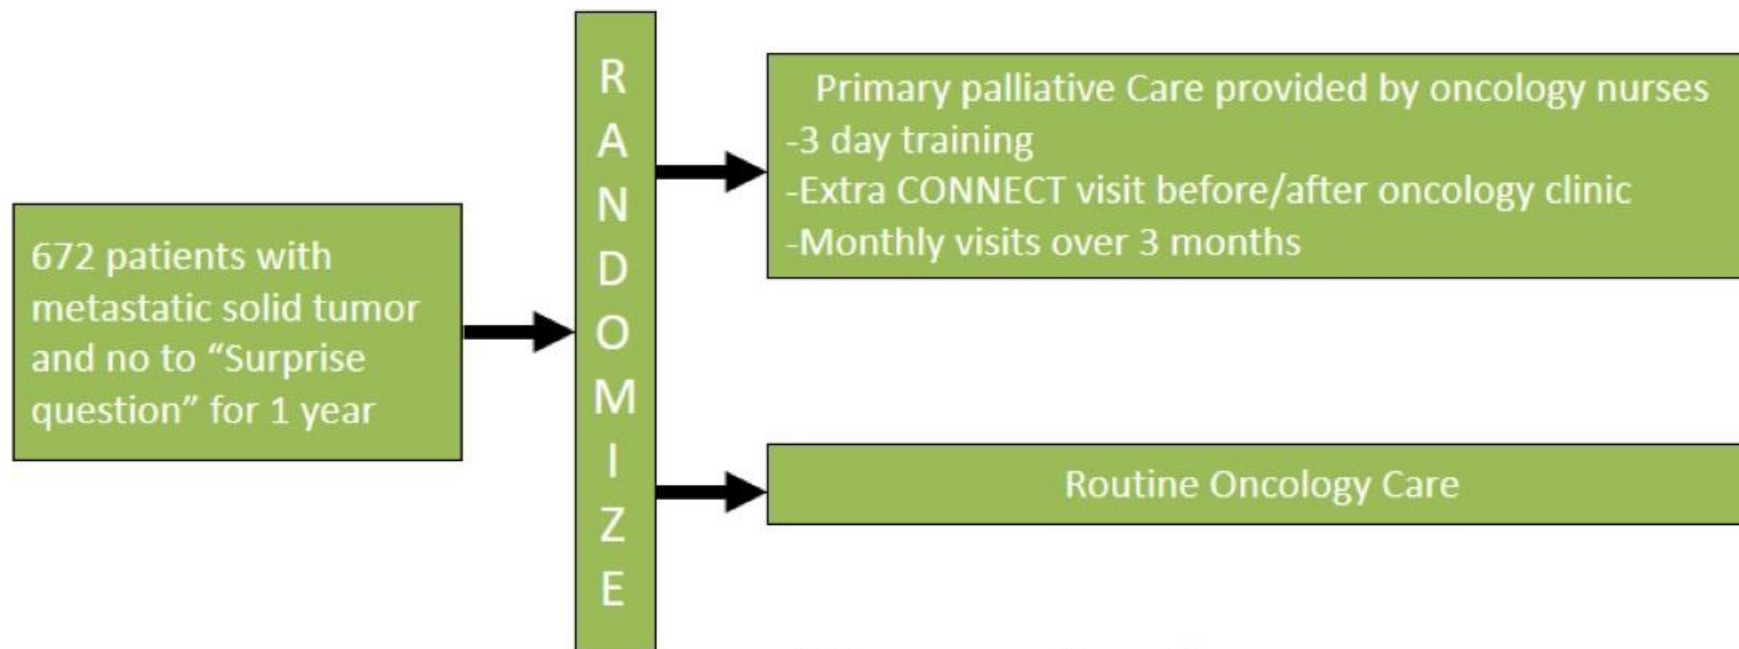 672 patients with
metastatic solid tumor
and no to “Surprise
question” for 1 year
R
A
N
D
O
M
I
Z
E
Primary palliative Care provided by oncology nurses
-3 day training
-Extra CONNECT visit before/after oncology clinic
-Monthly visits over 3 months
Routine Oncology Care